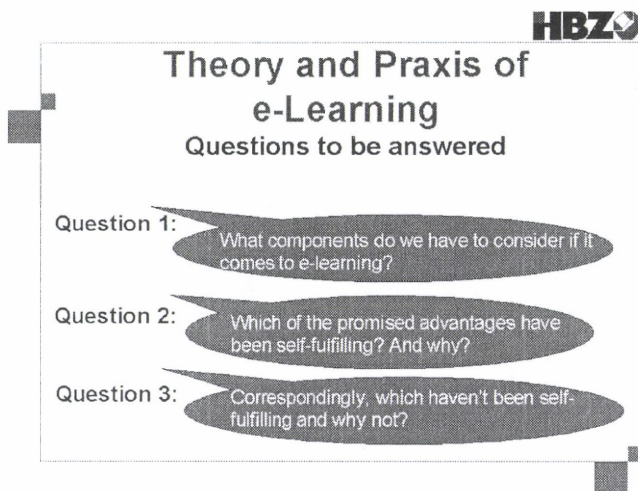 HBZ
Theory and Praxis of
e-Learning
Questions to be answered
Question 1:
What components do we have to consider if it
comes to e-learning?
Question 2:
Which of the promised advantages have
been self-fulfilling? And why?
Question 3:
Correspondingly, which haven't been self-
fulfilling and why not?